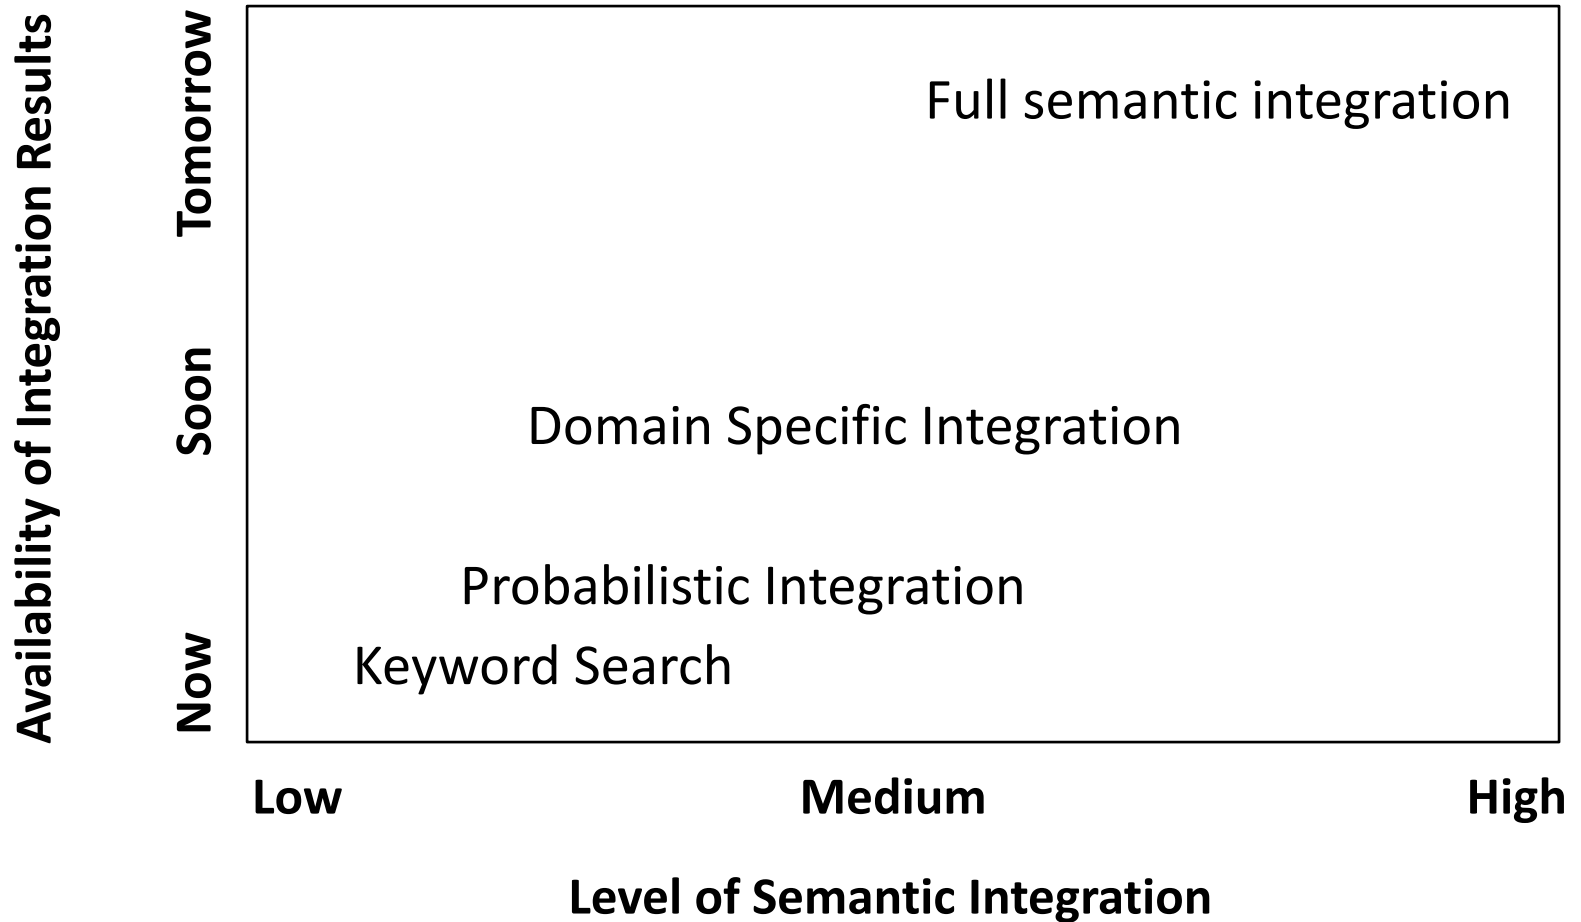 Availability of Integration Results
Tomorrow
Soon
Now
Full semantic integration
Domain Specific Integration
Probabilistic Integration
Keyword Search
Low Medium High
Level of Semantic Integration